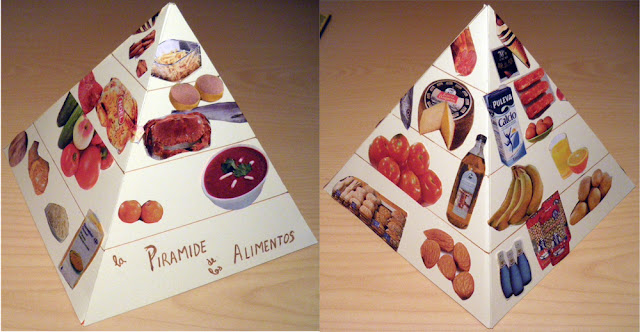 la PIRAMIDE de los ALIMENTOS
PULEVA
Calcio